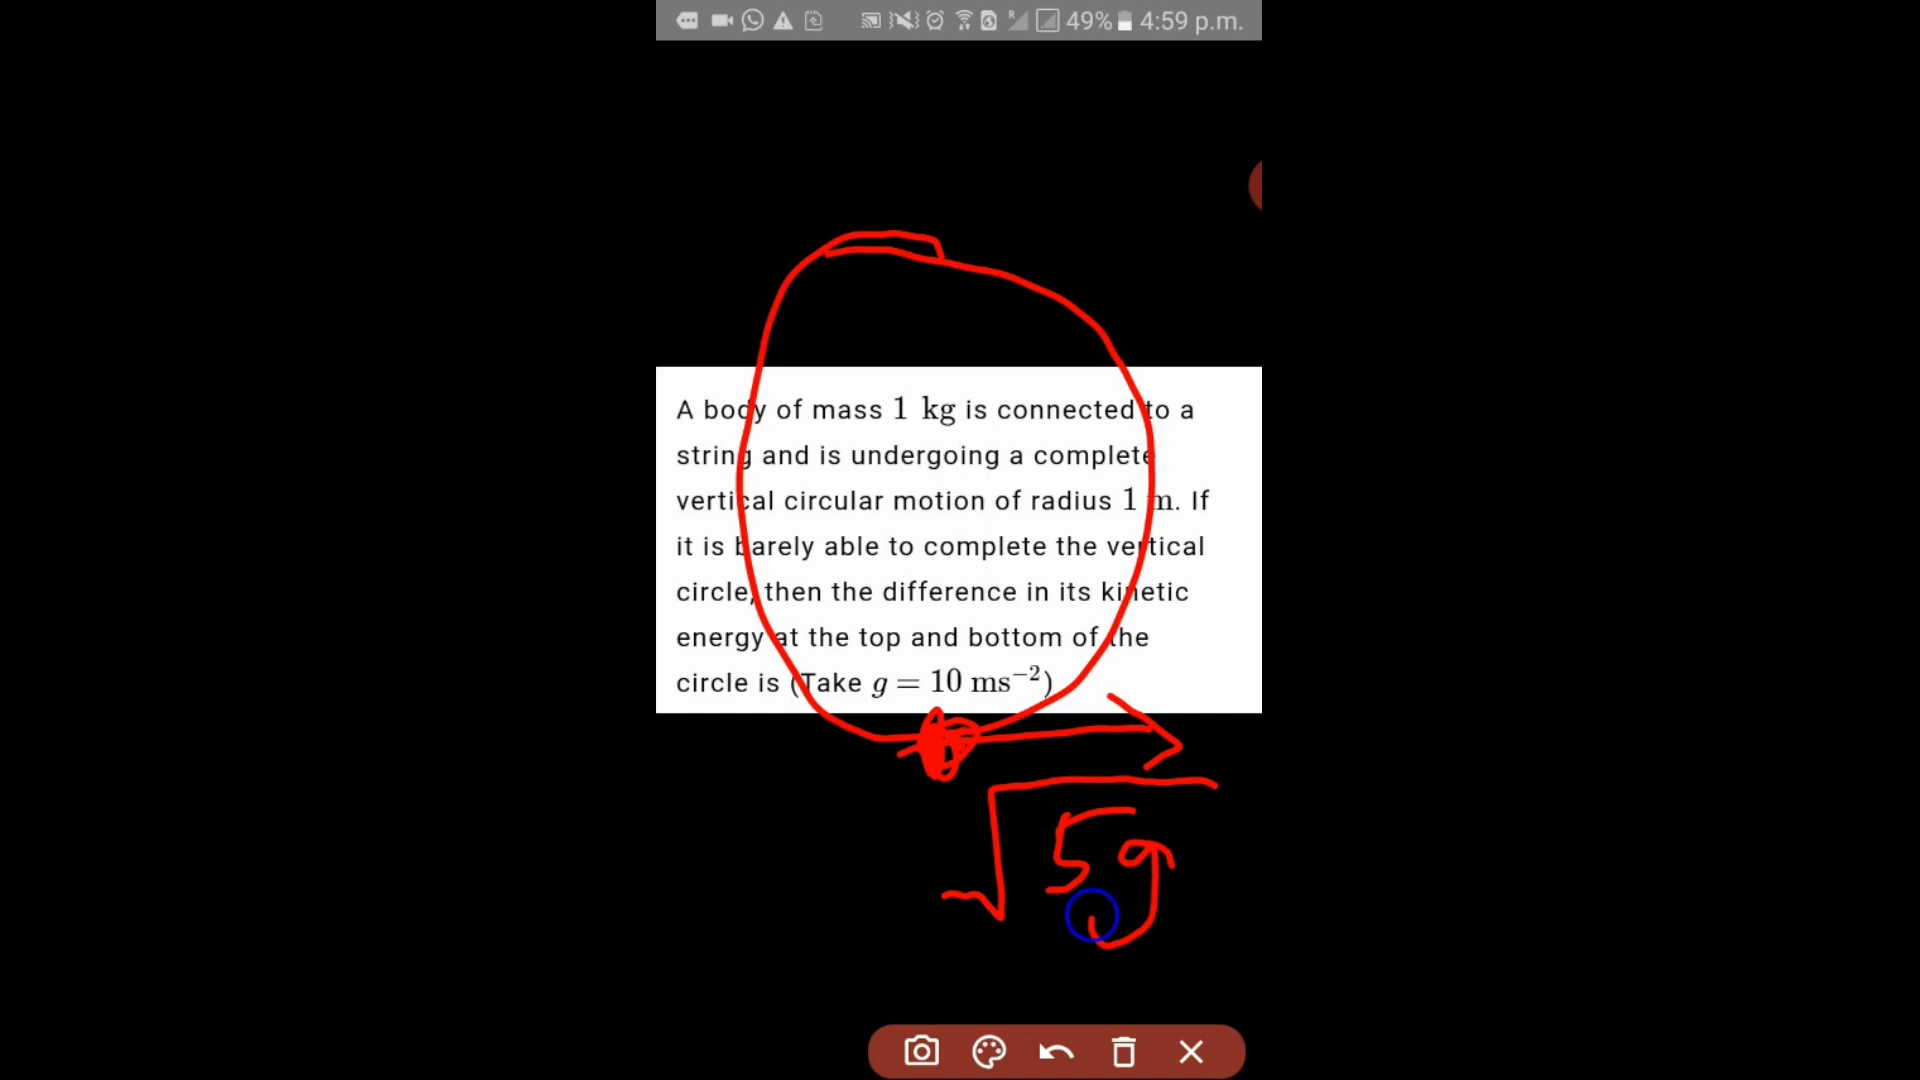 49% 4:59 p.m.
A body of mass 1 kg is connected to a
string and is undergoing a complete
vertical circular motion of radius 1 m. If
it is barely able to complete the vertical
circle, then the difference in its kinetic
energy at the top and bottom of the
circle is (Take g = 10 ms⁻²)
√5g